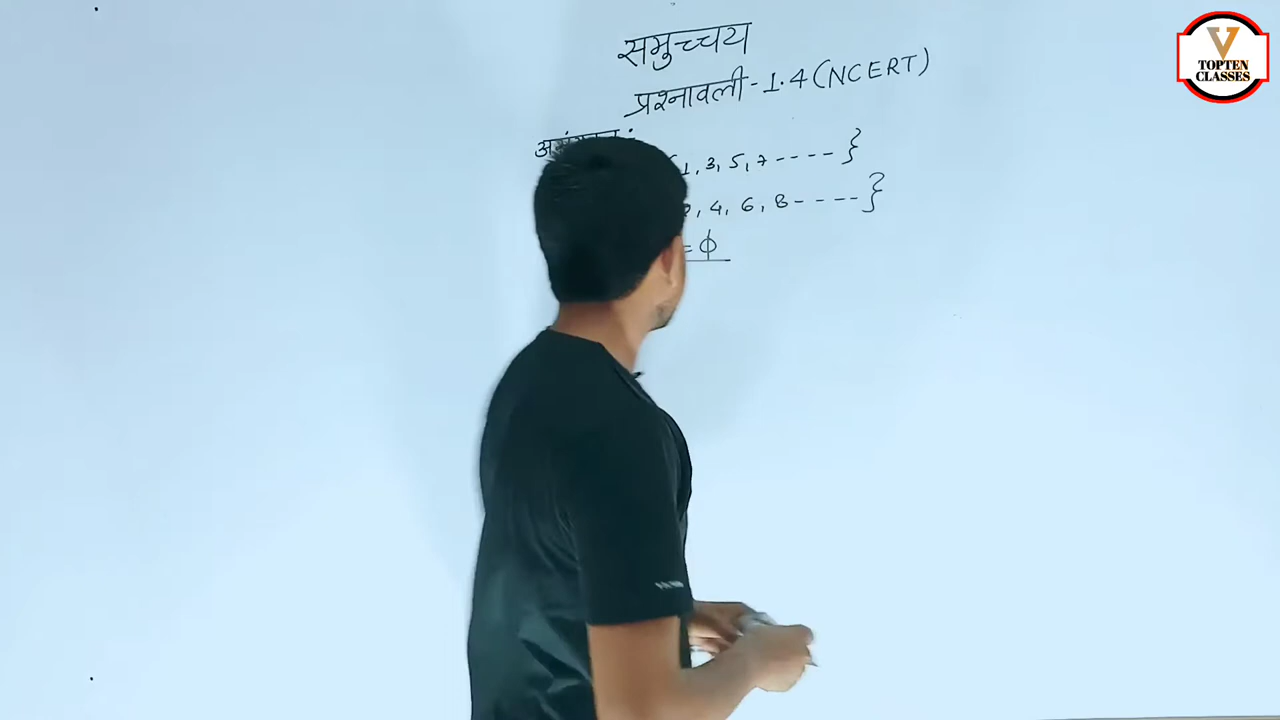 समुच्चय
प्रश्नावली-1.4(NCERT)
1, 3, 5, 7 ---- }
, 4, 6, 8 ---- }
= ϕ
V
TOPTEN
CLASSES